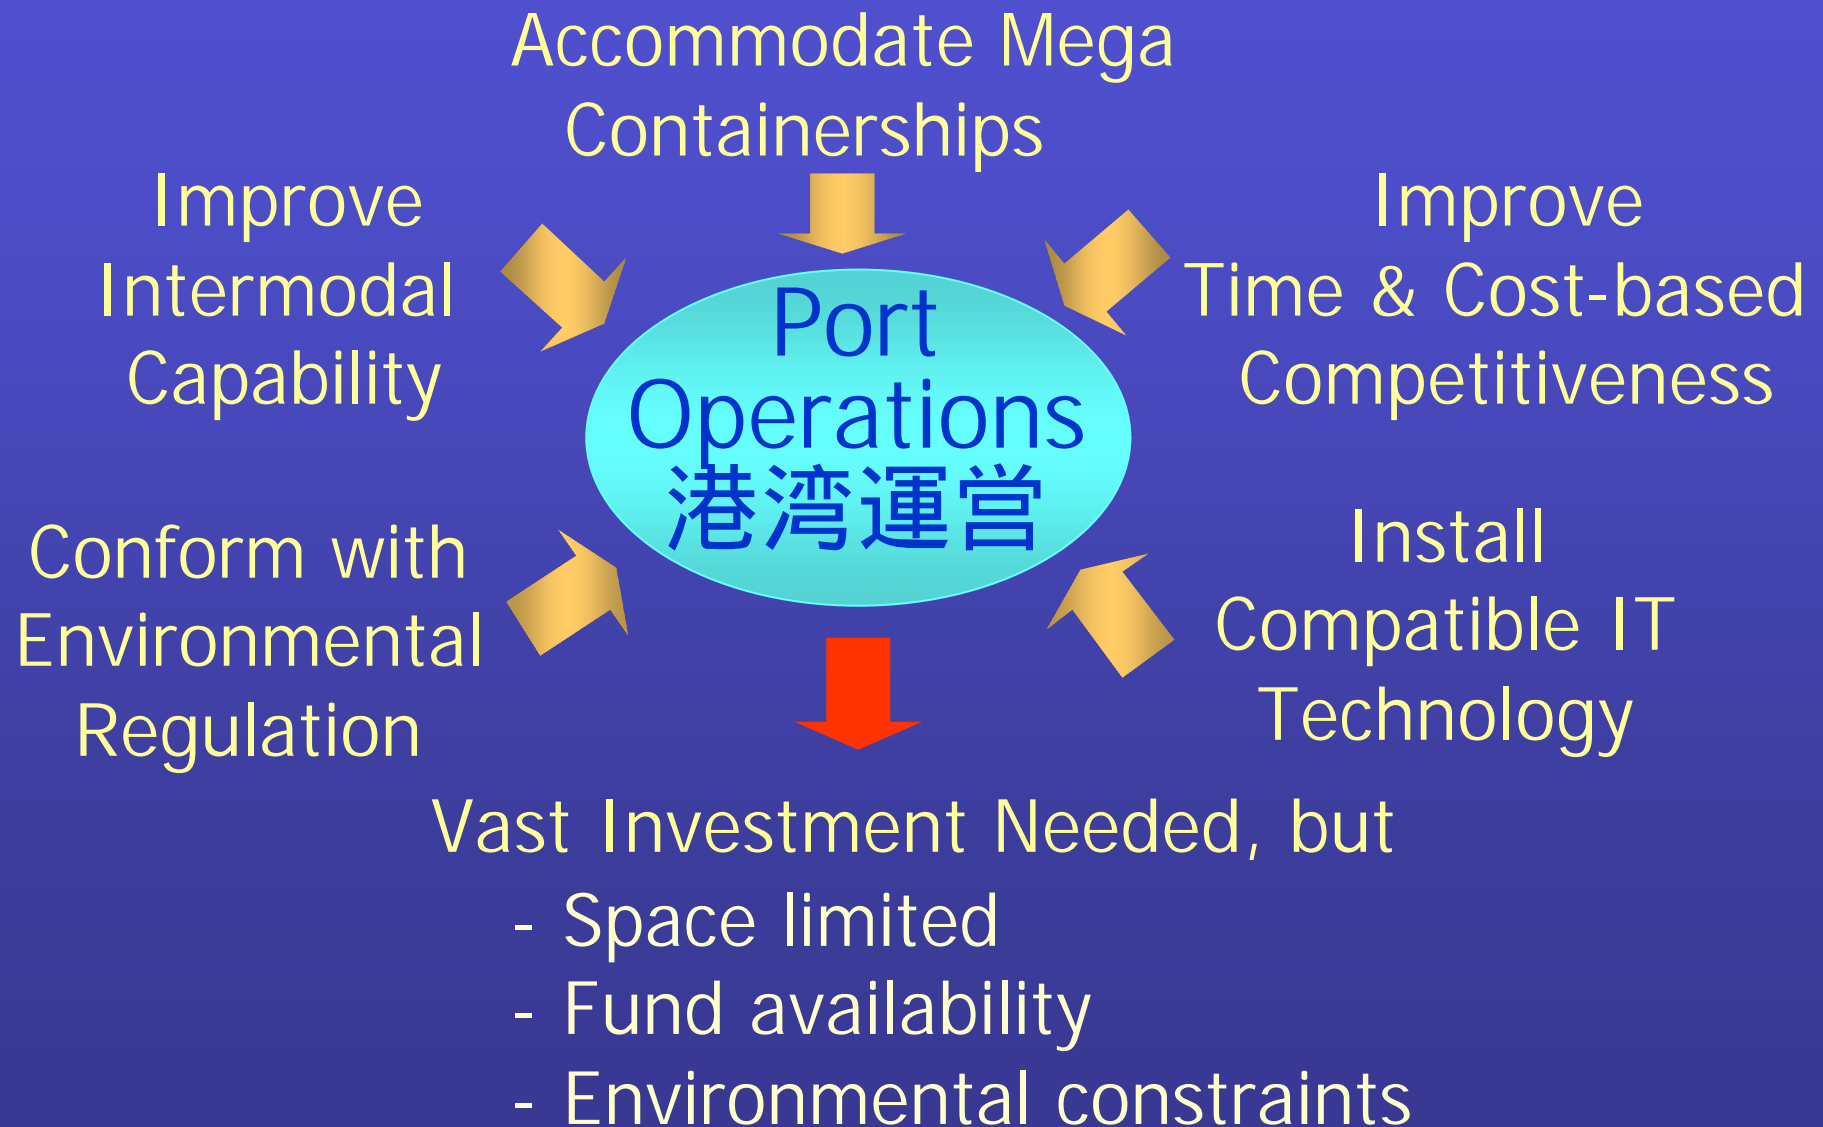 Accommodate Mega
Containerships
Improve
Intermodal
Capability
Improve
Time & Cost-based
Competitiveness
Port
Operations
港湾運営
Conform with
Environmental
Regulation
Install
Compatible IT
Technology
Vast Investment Needed, but
- Space limited
- Fund availability
- Environmental constraints